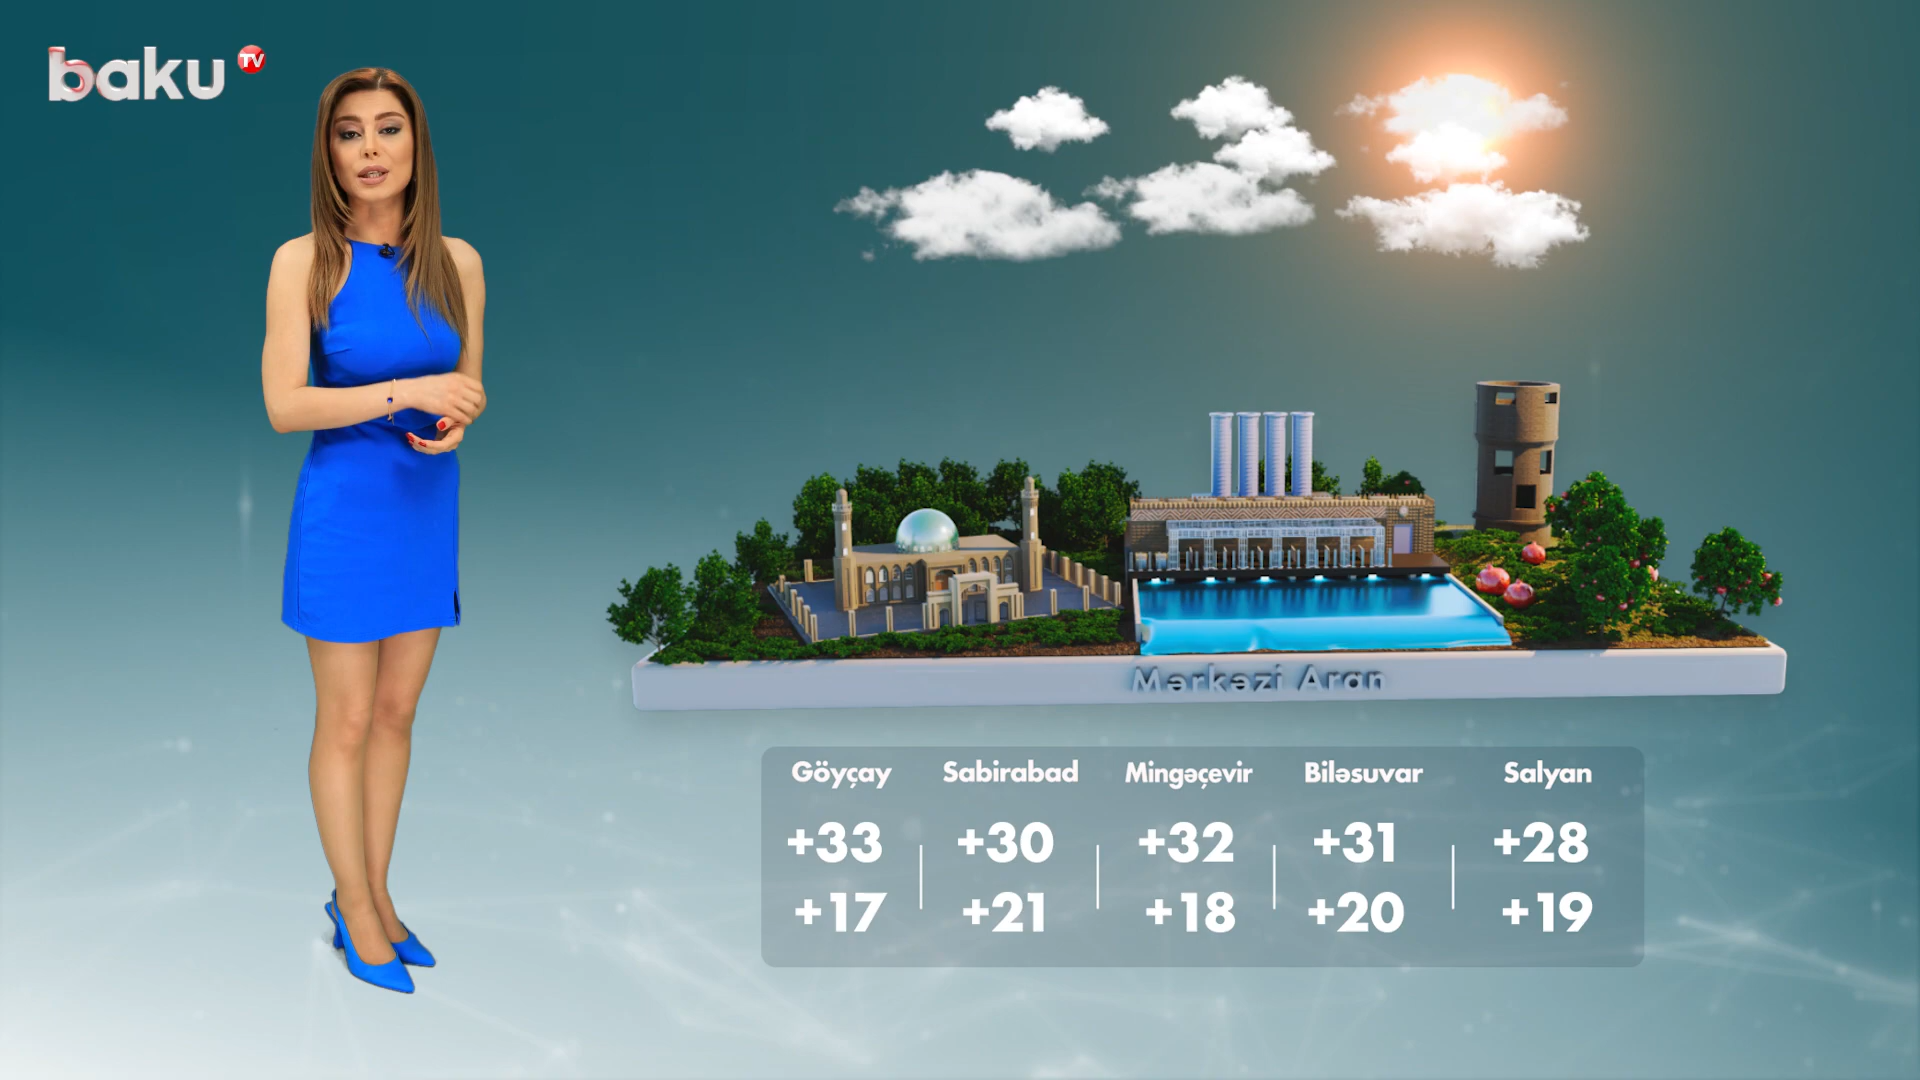 baku TV
Mərkəzi Aran
Göyçay Sabirabad Mingəçevir Biləsuvar Salyan
+33 +30 +32 +31 +28
+17 +21 +18 +20 +19